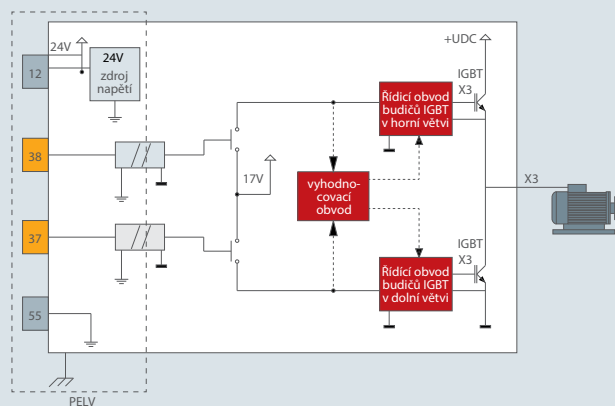 +UDC
24V
24V
zdroj
napětí
12
IGBT
X3
Řídicí obvod
budičů IGBT
v horní větvi
38
17V
vyhodno-
covací
obvod
X3
37
IGBT
X3
Řídící obvod
budičů IGBT
v dolní větvi
55
PELV